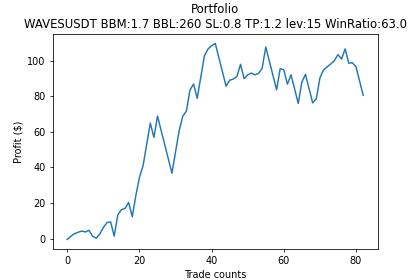 Portfolio
WAVESUSDT BBM:1.7 BBL:260 SL:0.8 TP:1.2 lev:15 WinRatio:63.0
100
80
60
40
20
0
Profit ($)
0 20 40 60 80
Trade counts